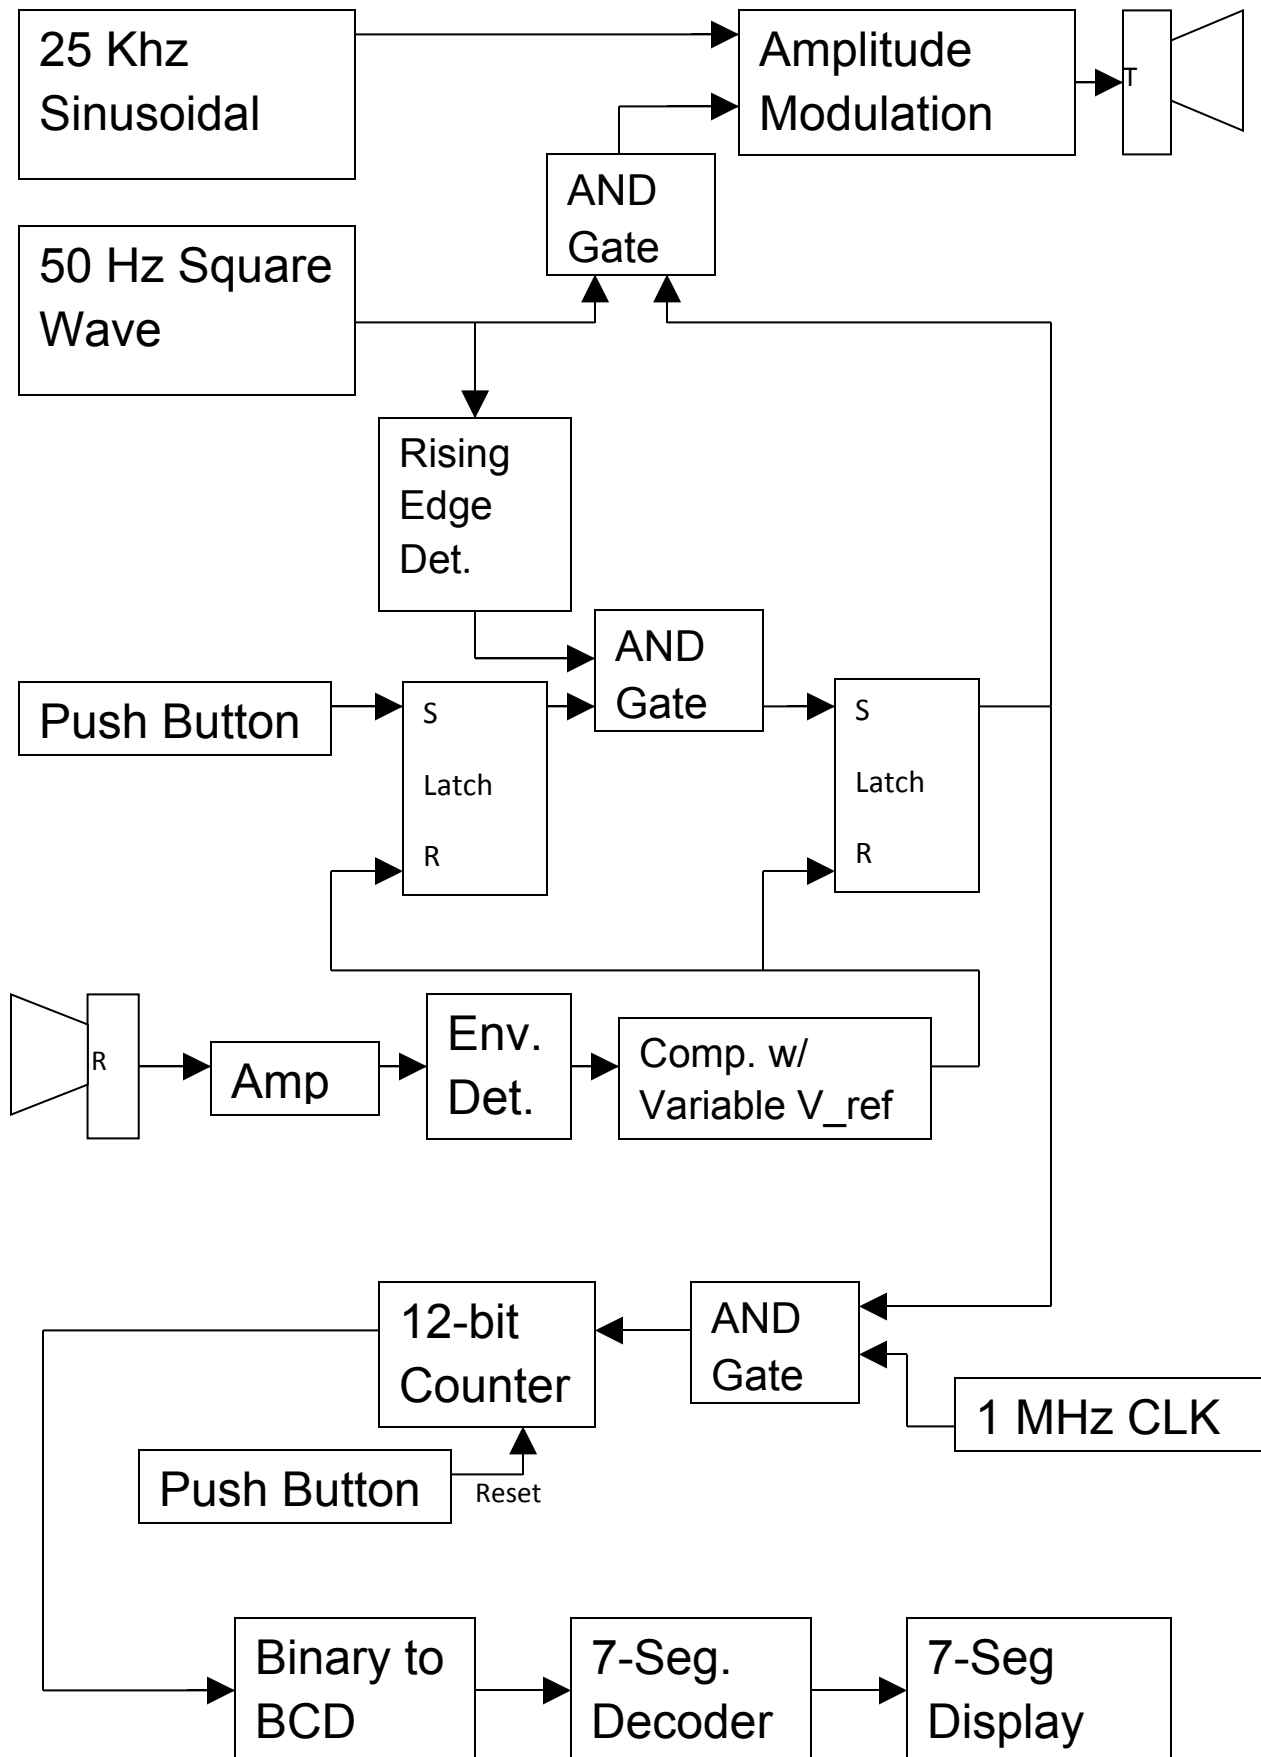 25 Khz
Sinusoidal
Amplitude
Modulation
T
AND
Gate
50 Hz Square
Wave
Rising
Edge
Det.
AND
Gate
Push Button
S
Latch
R
S
Latch
R
R
Amp
Env.
Det.
Comp. w/
Variable V_ref
12-bit
Counter
AND
Gate
1 MHz CLK
Push Button
Reset
Binary to
BCD
7-Seg.
Decoder
7-Seg
Display